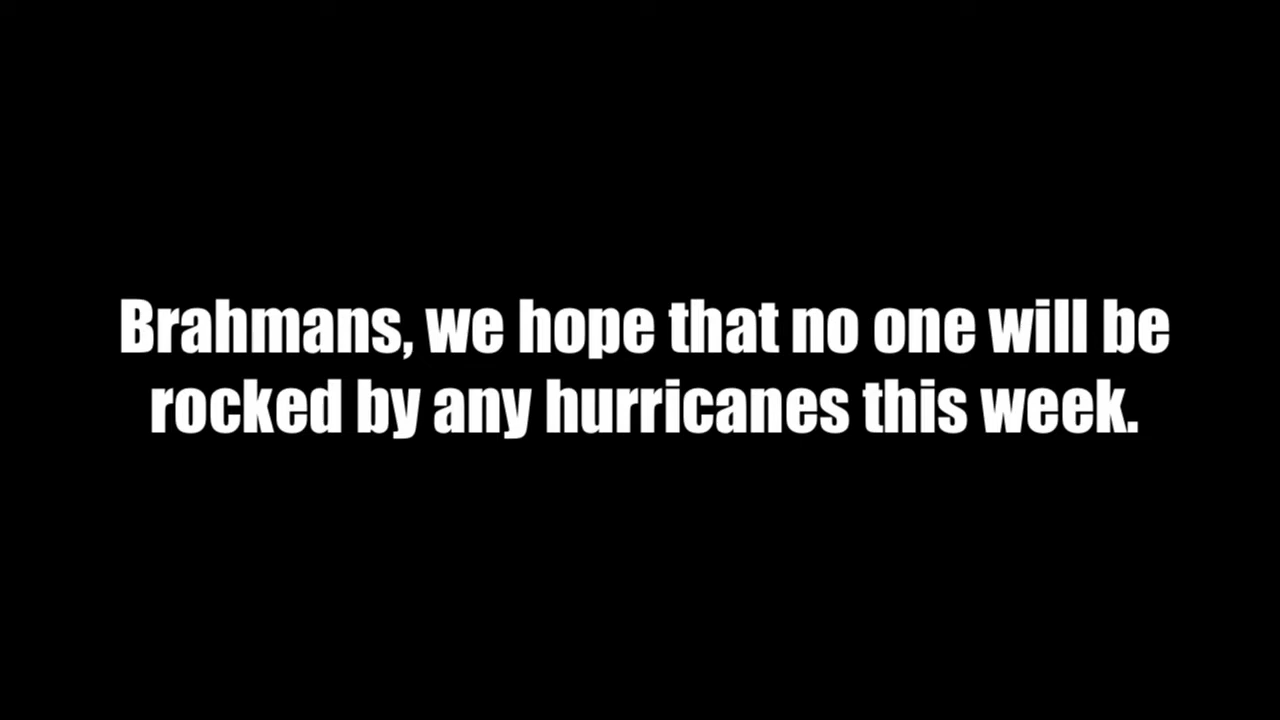 Brahmans, we hope that no one will be
rocked by any hurricanes this week.